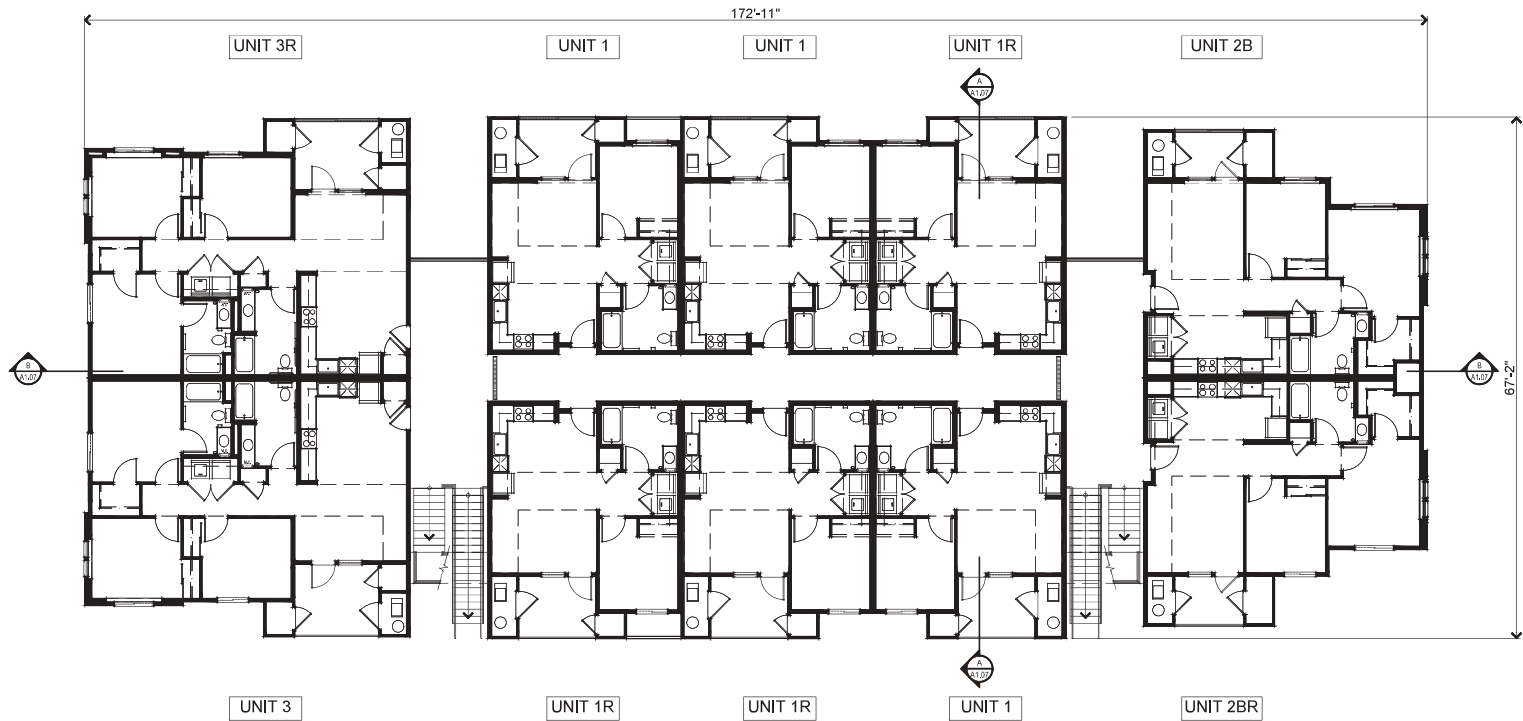 172'-11"
UNIT 3R
UNIT 1
UNIT 1
UNIT 1R
UNIT 2B
A
A1.07
B
A1.07
B
A1.07
67'-2"
A
A1.07
UNIT 3
UNIT 1R
UNIT 1R
UNIT 1
UNIT 2BR